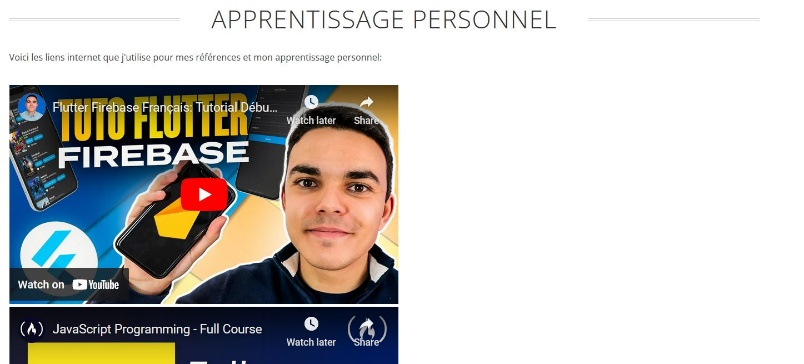 APPRENTISSAGE PERSONNEL
Voici les liens internet que j'utilise pour mes références et mon apprentissage personnel:
Flutter Firebase Français: Tutorial Débu...
Watch later
Share
TUTO FLUTTER
FIREBASE
Watch on YouTube
JavaScript Programming - Full Course
Watch later
Share